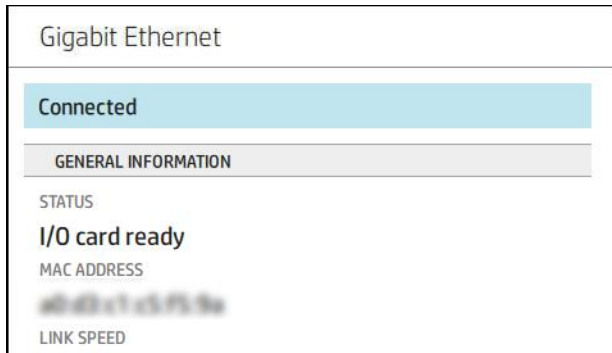 Gigabit Ethernet
Connected
GENERAL INFORMATION
STATUS
I/O card ready
MAC ADDRESS
LINK SPEED